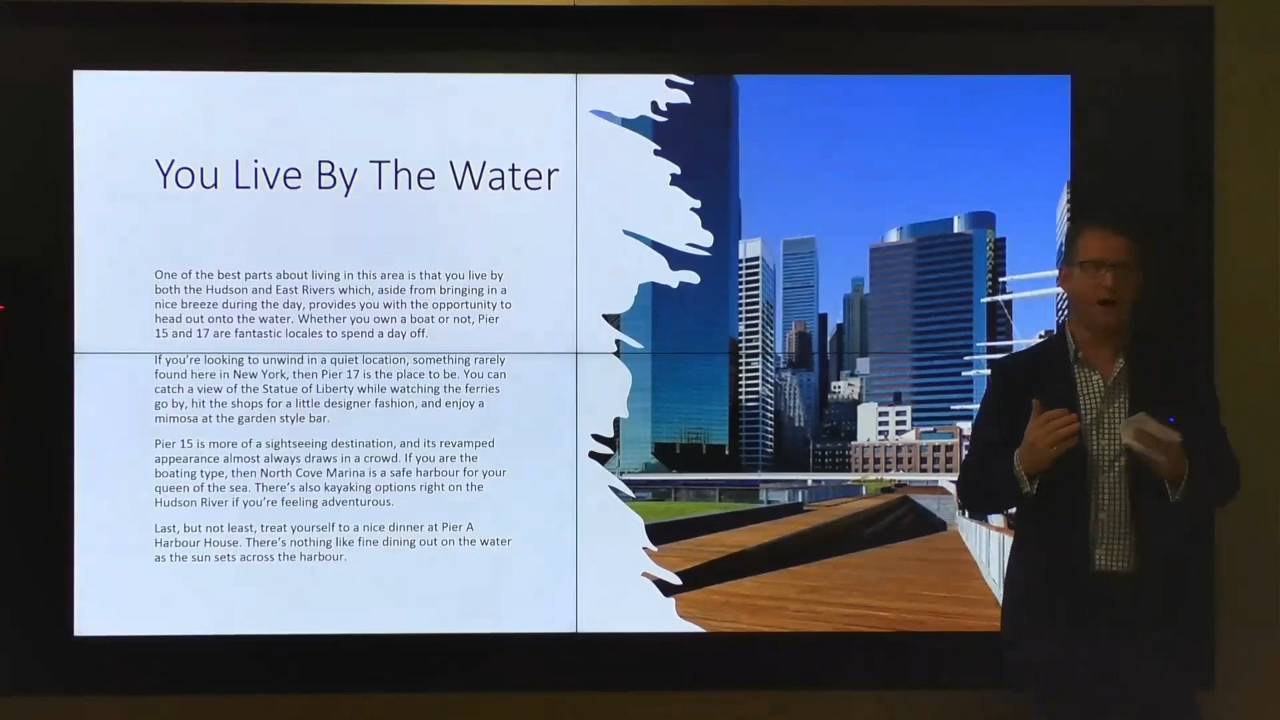 You Live By The Water
One of the best parts about living in this area is that you live by
both the Hudson and East Rivers which, aside from bringing in a
nice breeze during the day, provides you with the opportunity to
head out onto the water. Whether you own a boat or not, Pier
15 and 17 are fantastic locales to spend a day off.
If you're looking to unwind in a quiet location, something rarely
found here in New York, then Pier 17 is the place to be. You can
catch a view of the Statue of Liberty while watching the ferries
go by, hit the shops for a little designer fashion, and enjoy a
mimosa at the garden style bar.
Pier 15 is more of a sightseeing destination, and its revamped
appearance almost always draws in a crowd. If you are the
boating type, then North Cove Marina is a safe harbour for your
queen of the sea. There's also kayaking options right on the
Hudson River if you're feeling adventurous.
Last, but not least, treat yourself to a nice dinner at Pier A
Harbour House. There's nothing like fine dining out on the water
as the sun sets across the harbour.